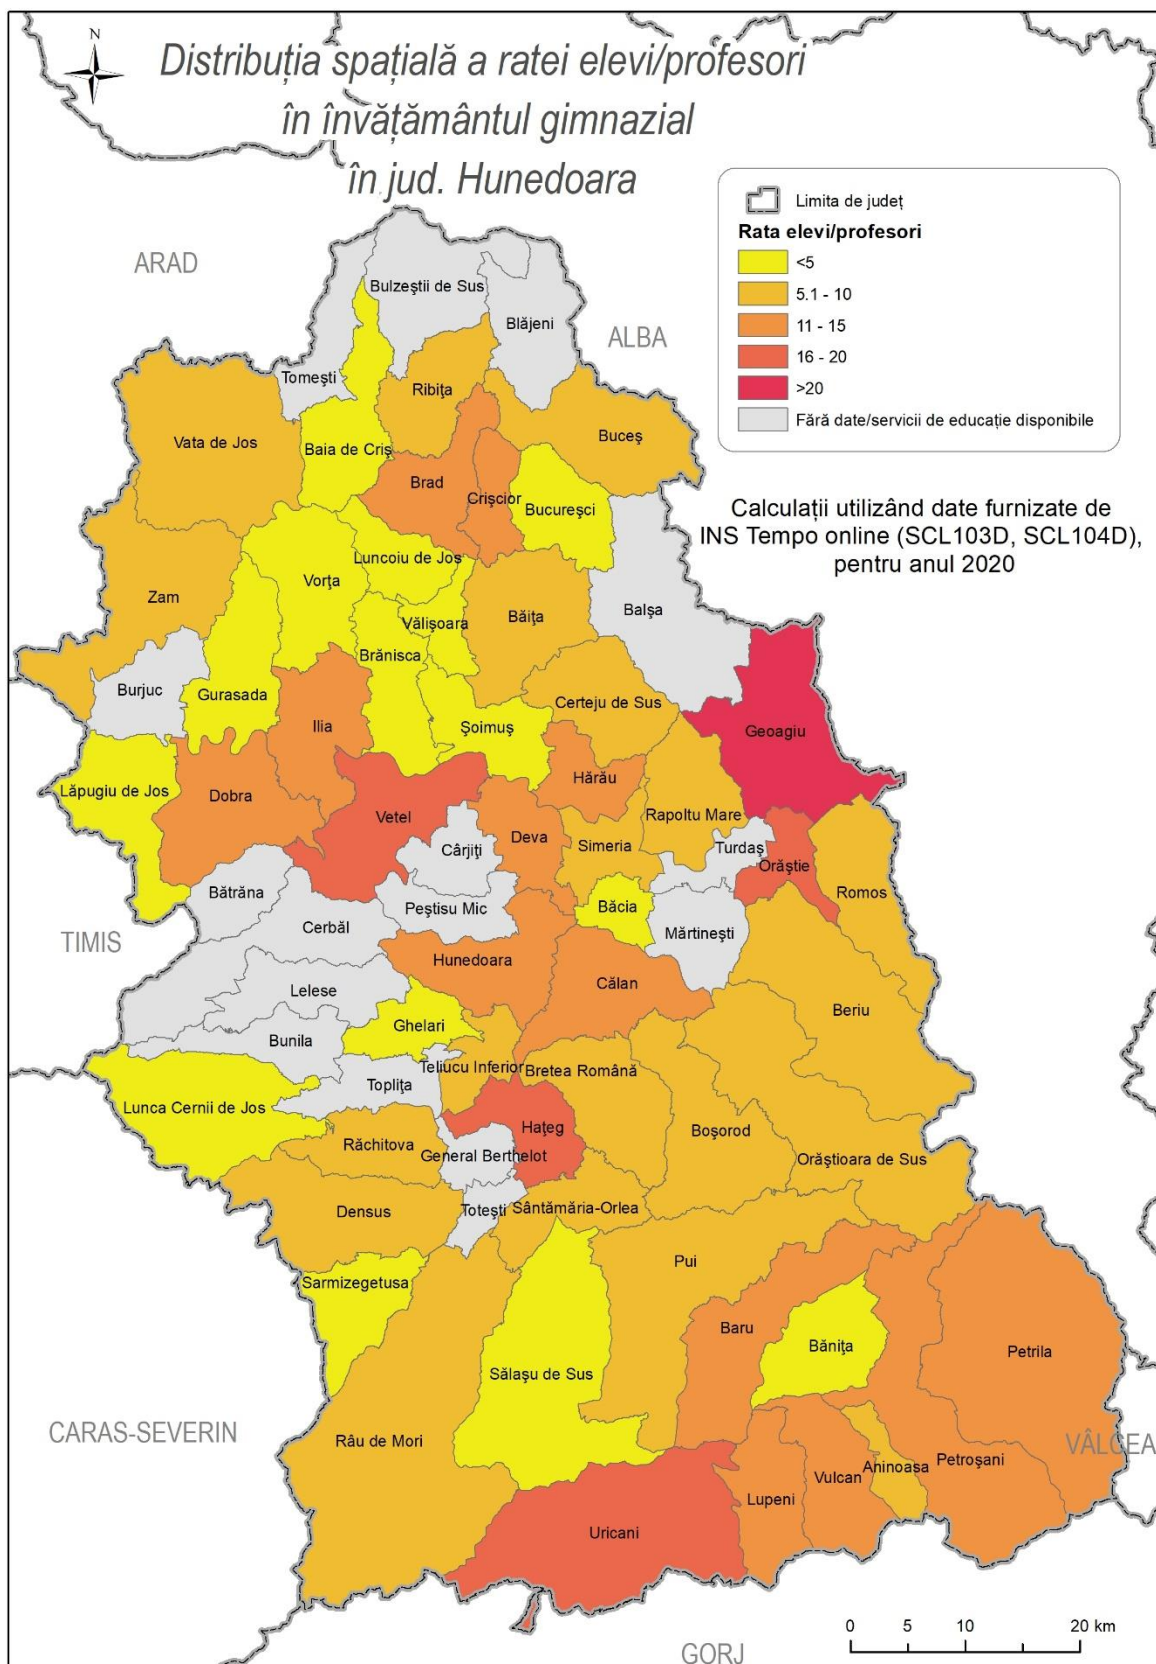 N
Distribuția spațială a ratei elevi/profesori
în învățământul gimnazial
în jud. Hunedoara
Limita de județ
Rata elevi/profesori
<5
5.1 - 10
11 - 15
16 - 20
>20
Fără date/servicii de educație disponibile
Calculații utilizând date furnizate de
INS Tempo online (SCL103D, SCL104D),
pentru anul 2020
ARAD
ALBA
Bulzeştii de Sus
Blăjeni
Tomeşti
Ribiţa
Vata de Jos
Baia de Criş
Buceş
Brad
Crişcior
Bucureşci
Luncoiu de Jos
Vorţa
Zam
Vălişoara
Băiţa
Balşa
Brănisca
Burjuc
Gurasada
Certeju de Sus
Ilia
Şoimuş
Geoagiu
Hărău
Lăpugiu de Jos
Dobra
Vetel
Rapoltu Mare
Deva
Simeria
Cârjiţi
Turdaş
Orăştie
Bătrâna
Romos
Peştisu Mic
Băcia
Cerbăl
Mărtineşti
TIMIS
Hunedoara
Călan
Lelese
Beriu
Ghelari
Bunila
Teliucu Inferior
Bretea Română
Topliţa
Lunca Cernii de Jos
Haţeg
Boşorod
Răchitova
General Berthelot
Orăştioara de Sus
Densus
Toteşti
Sântămăria-Orlea
Pui
Sarmizegetusa
Baru
Băniţa
Petrila
Sălaşu de Sus
CARAS-SEVERIN
Râu de Mori
VÂLCEA
Petroşani
Aninoasa
Vulcan
Lupeni
Uricani
GORJ
0 5 10 20 km